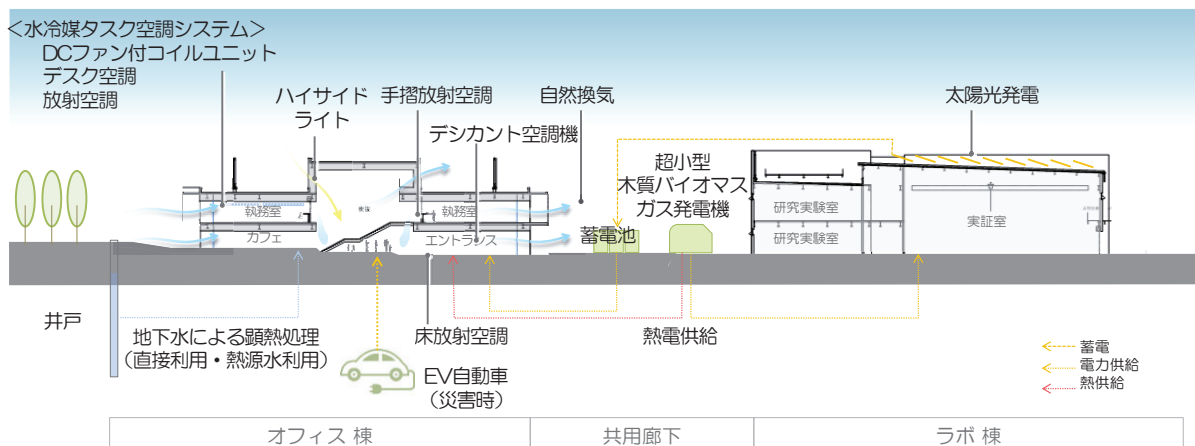 <水冷媒タスク空調システム>
DCファン付コイルユニット
デスク空調
放射空調
ハイサイド
ライト
手摺放射空調
デシカント空調機
自然換気
太陽光発電
超小型
木質バイオマス
ガス発電機
執務室
執務室
カフェ
エントランス
蓄電池
研究実験室
研究実験室
実証室
井戸
地下水による顕熱処理
(直接利用・熱源水利用)
床放射空調
熱電供給
EV自動車
(災害時)
蓄電
電力供給
熱供給
オフィス 棟
共用廊下
ラボ 棟